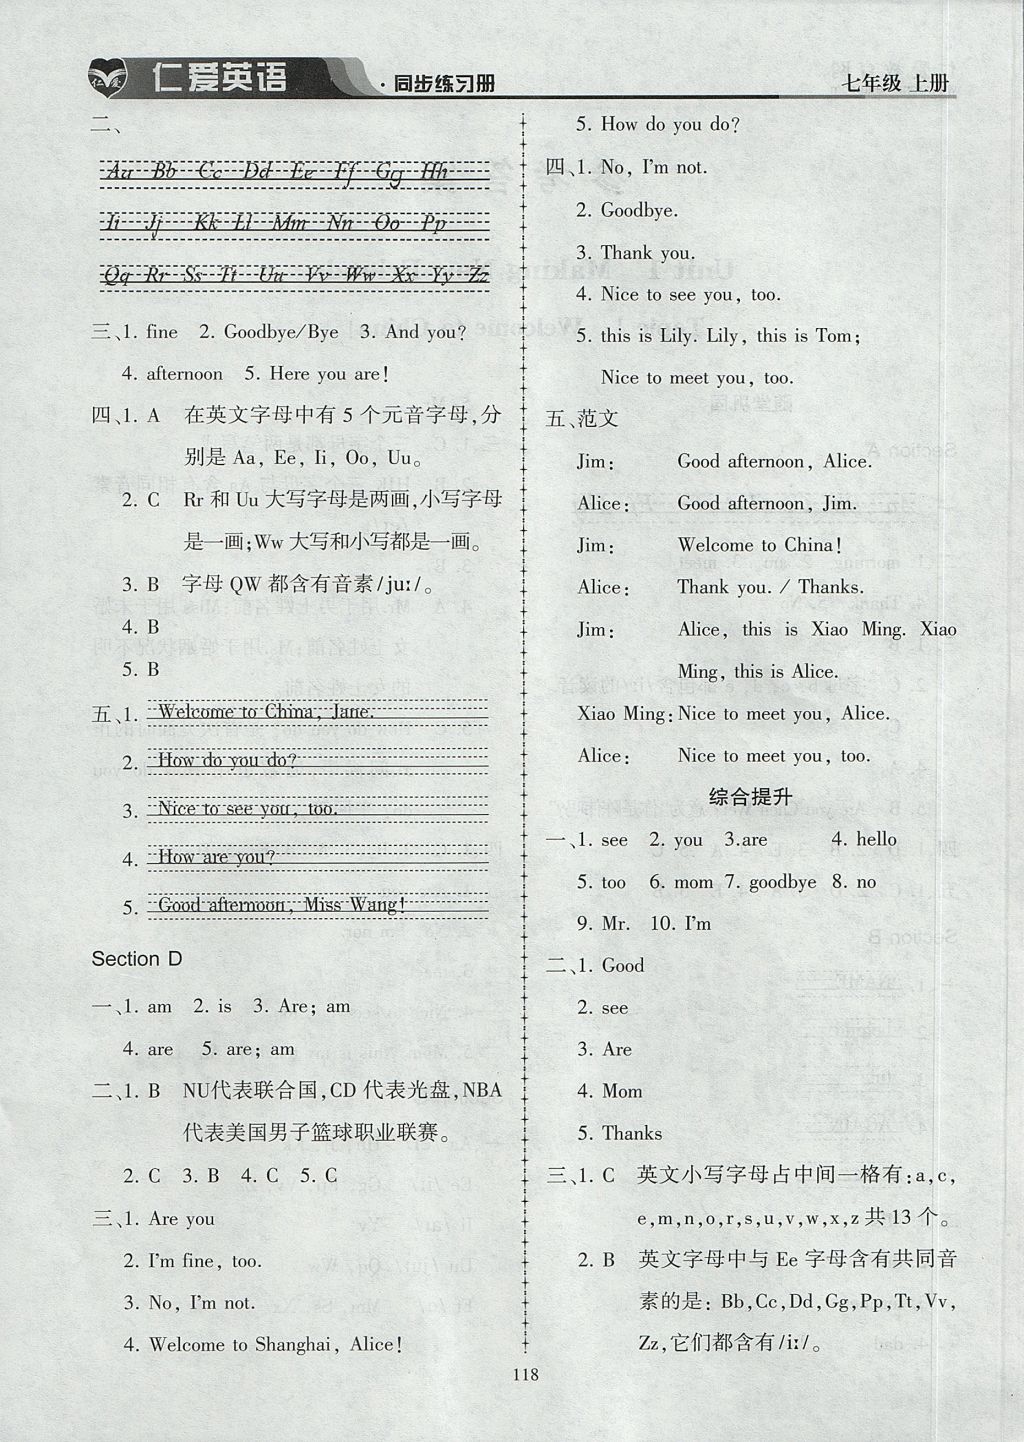 仁爱
仁爱英语
·同步练习册
七年级 上册
二、
Aa Bb Cc Dd Ee Ff Gg Hh
Ii Jj Kk Ll Mm Nn Oo Pp
Qq Rr Ss Tt Uu Vv Ww Xx Yy Zz
三、1. fine 2. Goodbye/Bye 3. And you?
4. afternoon 5. Here you are!
四、1. A 在英文字母中有 5 个元音字母,分
别是 Aa, Ee, Ii, Oo, Uu。
2. C Rr 和 Uu 大写字母是两画,小写字母
是一画;Ww 大写和小写都是一画。
3. B 字母 QW 都含有音素/juː/。
4. B
5. B
五、1. Welcome to China, Jane.
2. How do you do?
3. Nice to see you, too.
4. How are you?
5. Good afternoon, Miss Wang!
Section D
一、1. am 2. is 3. Are; am
4. are 5. are; am
二、1. B NU代表联合国,CD 代表光盘,NBA
代表美国男子篮球职业联赛。
2. C 3. B 4. C 5. C
三、1. Are you
2. I'm fine, too.
3. No, I'm not.
4. Welcome to Shanghai, Alice!
5. How do you do?
四、1. No, I'm not.
2. Goodbye.
3. Thank you.
4. Nice to see you, too.
5. this is Lily. Lily, this is Tom;
Nice to meet you, too.
五、范文
Jim: Good afternoon, Alice.
Alice: Good afternoon, Jim.
Jim: Welcome to China!
Alice: Thank you. / Thanks.
Jim: Alice, this is Xiao Ming. Xiao
Ming, this is Alice.
Xiao Ming: Nice to meet you, Alice.
Alice: Nice to meet you, too.
综合提升
一、1. see 2. you 3.are 4. hello
5. too 6. mom 7. goodbye 8. no
9. Mr. 10. I'm
二、1. Good
2. see
3. Are
4. Mom
5. Thanks
三、1. C 英文小写字母占中间一格有:a,c,
e,m,n,o,r,s,u,v,w,x,z 共 13 个。
2. B 英文字母中与 Ee 字母含有共同音
素的是: Bb,Cc,Dd,Gg,Pp,Tt,Vv,
Zz,它们都含有/iː/。
118